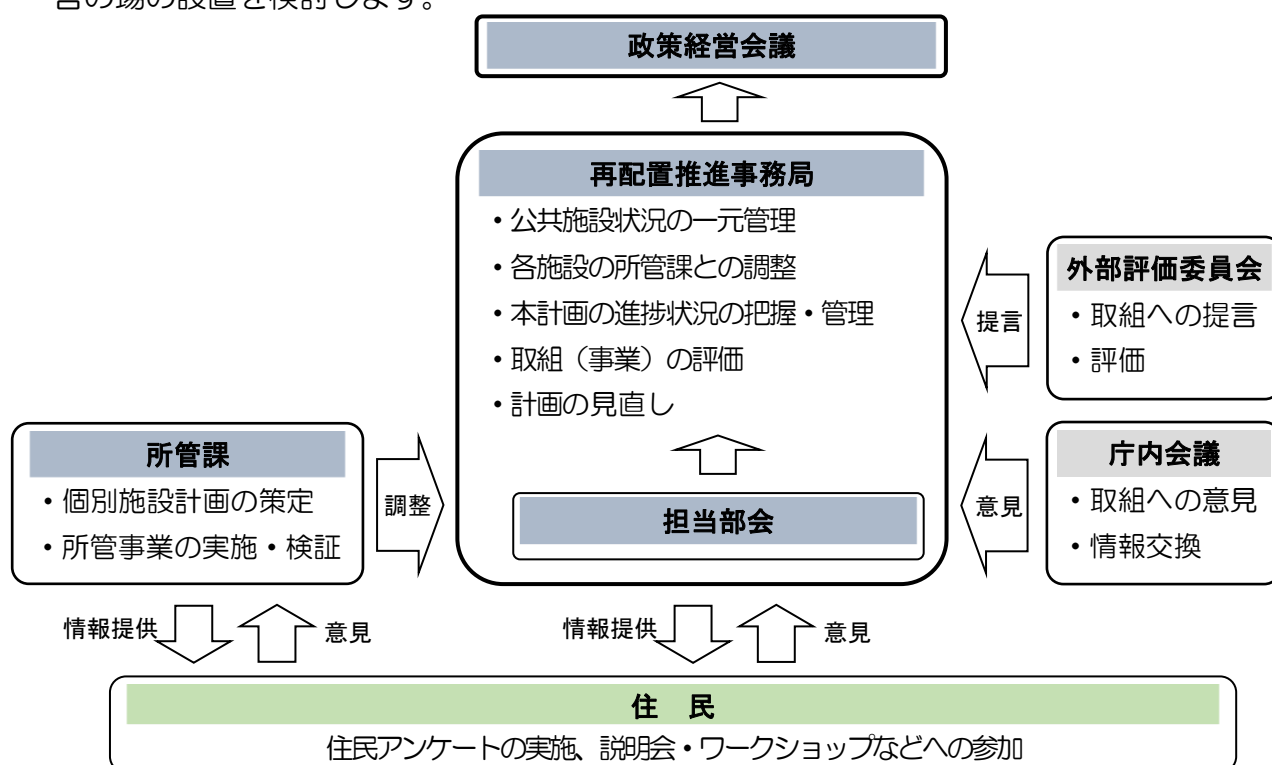 言の場の設置を検討します。
政策経営会議
再配置推進事務局
・公共施設状況の一元管理
・各施設の所管課との調整
・本計画の進捗状況の把握・管理
・取組（事業）の評価
・計画の見直し
担当部会
外部評価委員会
・取組への提言
・評価
提言
庁内会議
・取組への意見
・情報交換
意見
所管課
・個別施設計画の策定
・所管事業の実施・検証
調整
情報提供
意見
情報提供
意見
住　民
住民アンケートの実施、説明会・ワークショップなどへの参加